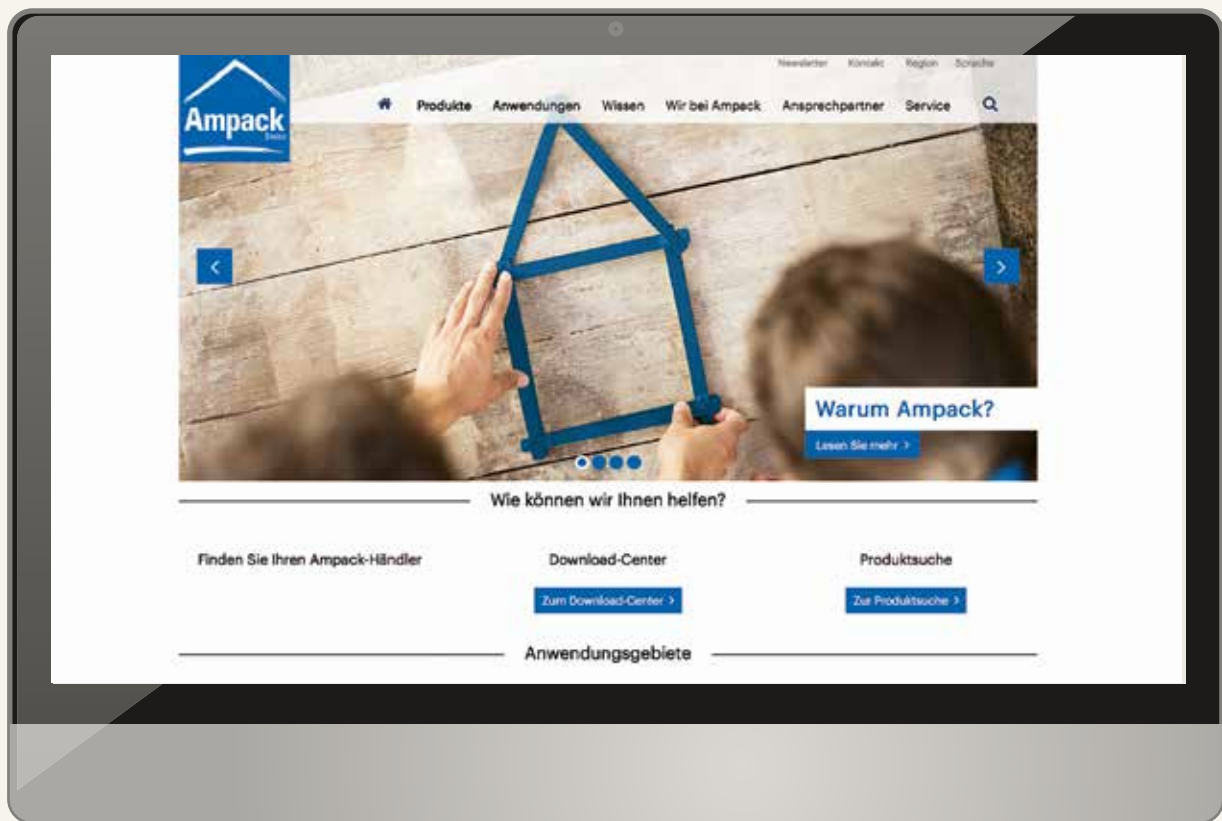 Newsletter Kontakt Region Sprache
Ampack
Produkte Anwendungen Wissen Wir bei Ampack Ansprechpartner Service
Warum Ampack?
Lesen Sie mehr >
Wie können wir Ihnen helfen?
Finden Sie Ihren Ampack-Händler
Download-Center
Produktsuche
Zum Download-Center >
Zur Produktsuche >
Anwendungsgebiete